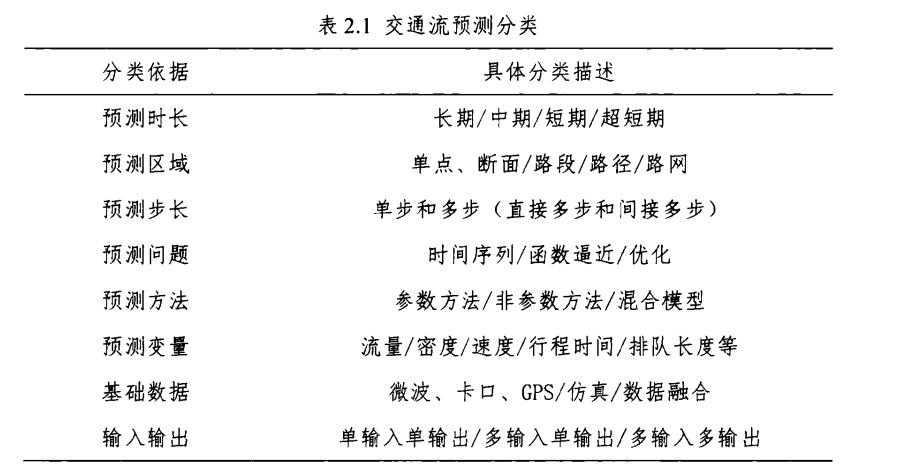 表 2.1 交通流预测分类
分类依据 具体分类描述
预测时长 长期/中期/短期/超短期
预测区域 单点、断面/路段/路径/路网
预测步长 单步和多步（直接多步和间接多步）
预测问题 时间序列/函数逼近/优化
预测方法 参数方法/非参数方法/混合模型
预测变量 流量/密度/速度/行程时间/排队长度等
基础数据 微波、卡口、GPS/仿真/数据融合
输入输出 单输入单输出/多输入单输出/多输入多输出